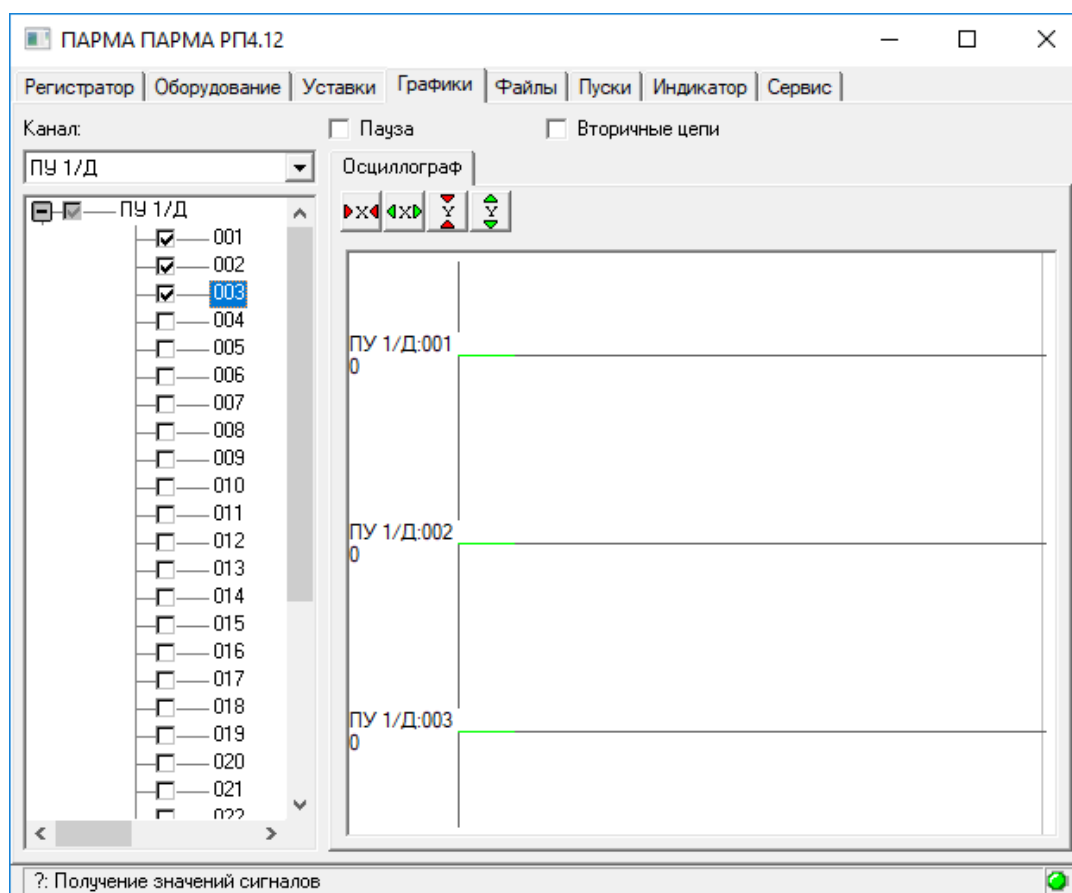 ПАРМА ПАРМА РП4.12
Регистратор Оборудование Уставки Графики Файлы Пуски Индикатор Сервис
Канал:
Пауза
Вторичные цепи
ПУ 1/Д
Осциллограф
X X Y Y
ПУ 1/Д
001
002
003
004
005
006
007
008
009
010
011
012
013
014
015
016
017
018
019
020
021
022
ПУ 1/Д:001
0
ПУ 1/Д:002
0
ПУ 1/Д:003
0
?: Получение значений сигналов